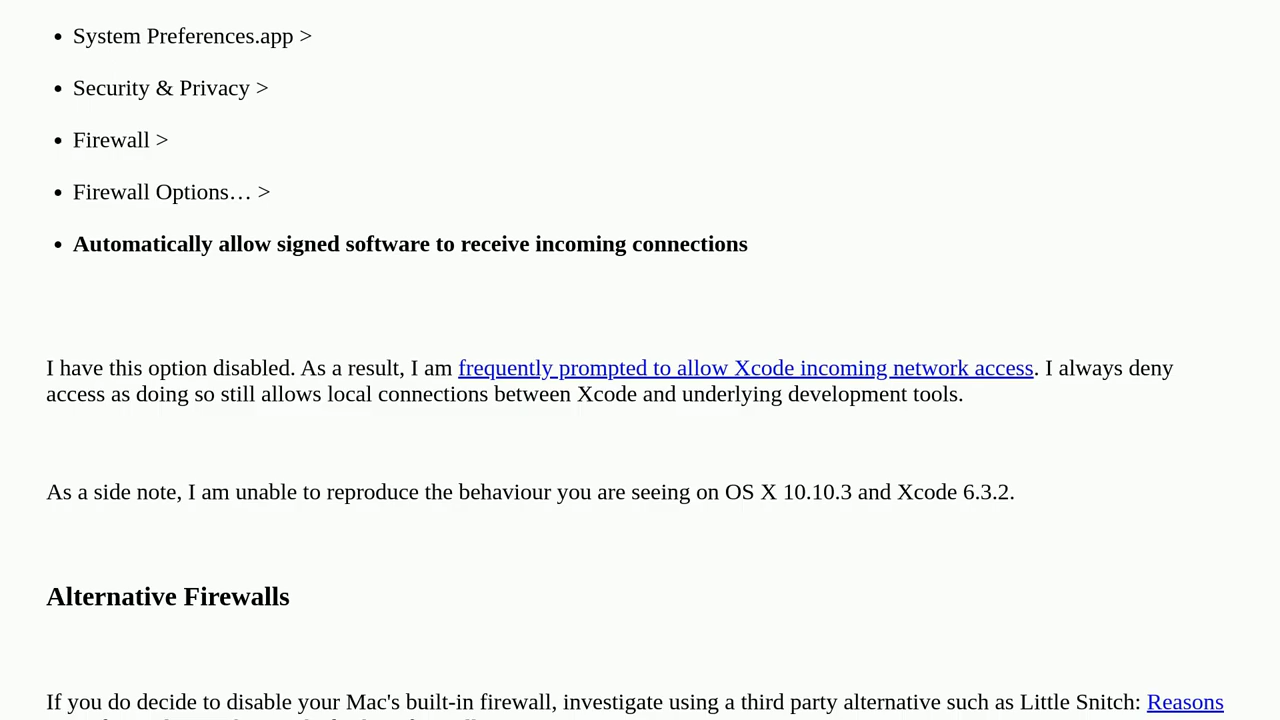 • System Preferences.app >
• Security & Privacy >
• Firewall >
• Firewall Options… >
• Automatically allow signed software to receive incoming connections
I have this option disabled. As a result, I am frequently prompted to allow Xcode incoming network access. I always deny
access as doing so still allows local connections between Xcode and underlying development tools.
As a side note, I am unable to reproduce the behaviour you are seeing on OS X 10.10.3 and Xcode 6.3.2.
Alternative Firewalls
If you do decide to disable your Mac's built-in firewall, investigate using a third party alternative such as Little Snitch: Reasons